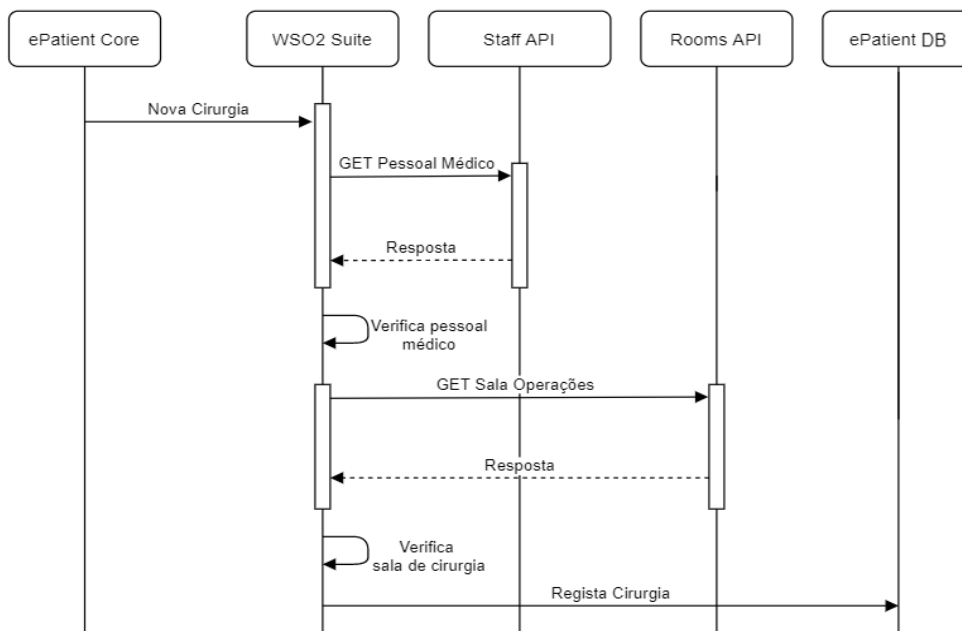 ePatient Core
WSO2 Suite
Staff API
Rooms API
ePatient DB
Nova Cirurgia
GET Pessoal Médico
Resposta
Verifica pessoal
médico
GET Sala Operações
Resposta
Verifica
sala de cirurgia
Regista Cirurgia